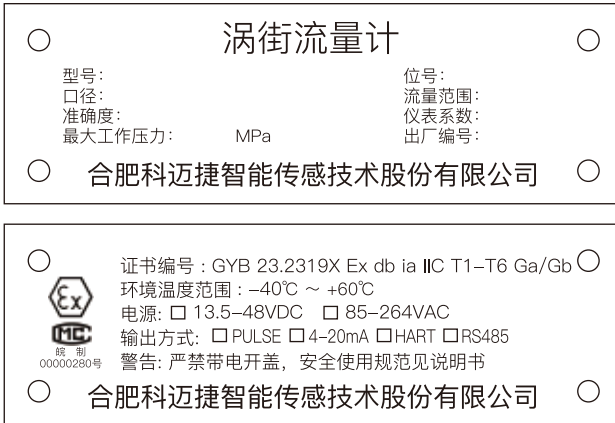 涡街流量计
型号: 位号:
口径: 流量范围:
准确度: 仪表系数:
最大工作压力: MPa 出厂编号:
合肥科迈捷智能传感技术股份有限公司
证书编号 : GYB 23.2319X Ex db ia ⅡC T1–T6 Ga/Gb
Ex
环境温度范围 : –40℃ ~ +60℃
电源: □ 13.5–48VDC □ 85–264VAC
MC
输出方式: □ PULSE □ 4–20mA □ HART □ RS485
皖 制
00000280号
警告: 严禁带电开盖, 安全使用规范见说明书
合肥科迈捷智能传感技术股份有限公司